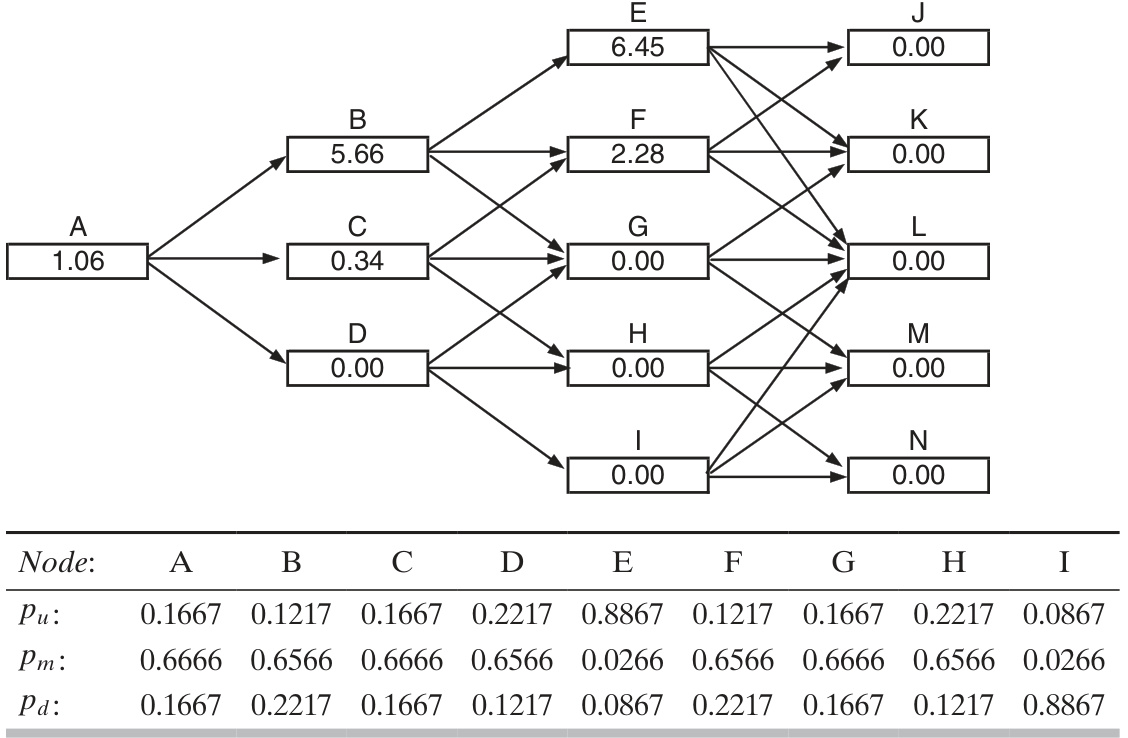 E J
6.45 0.00
B F K
5.66 2.28 0.00
A C G L
1.06 0.34 0.00 0.00
D H M
0.00 0.00 0.00
I N
0.00 0.00
Node: A B C D E F G H I
pu: 0.1667 0.1217 0.1667 0.2217 0.8867 0.1217 0.1667 0.2217 0.0867
pm: 0.6666 0.6566 0.6666 0.6566 0.0266 0.6566 0.6666 0.6566 0.0266
pd: 0.1667 0.2217 0.1667 0.1217 0.0867 0.2217 0.1667 0.1217 0.8867